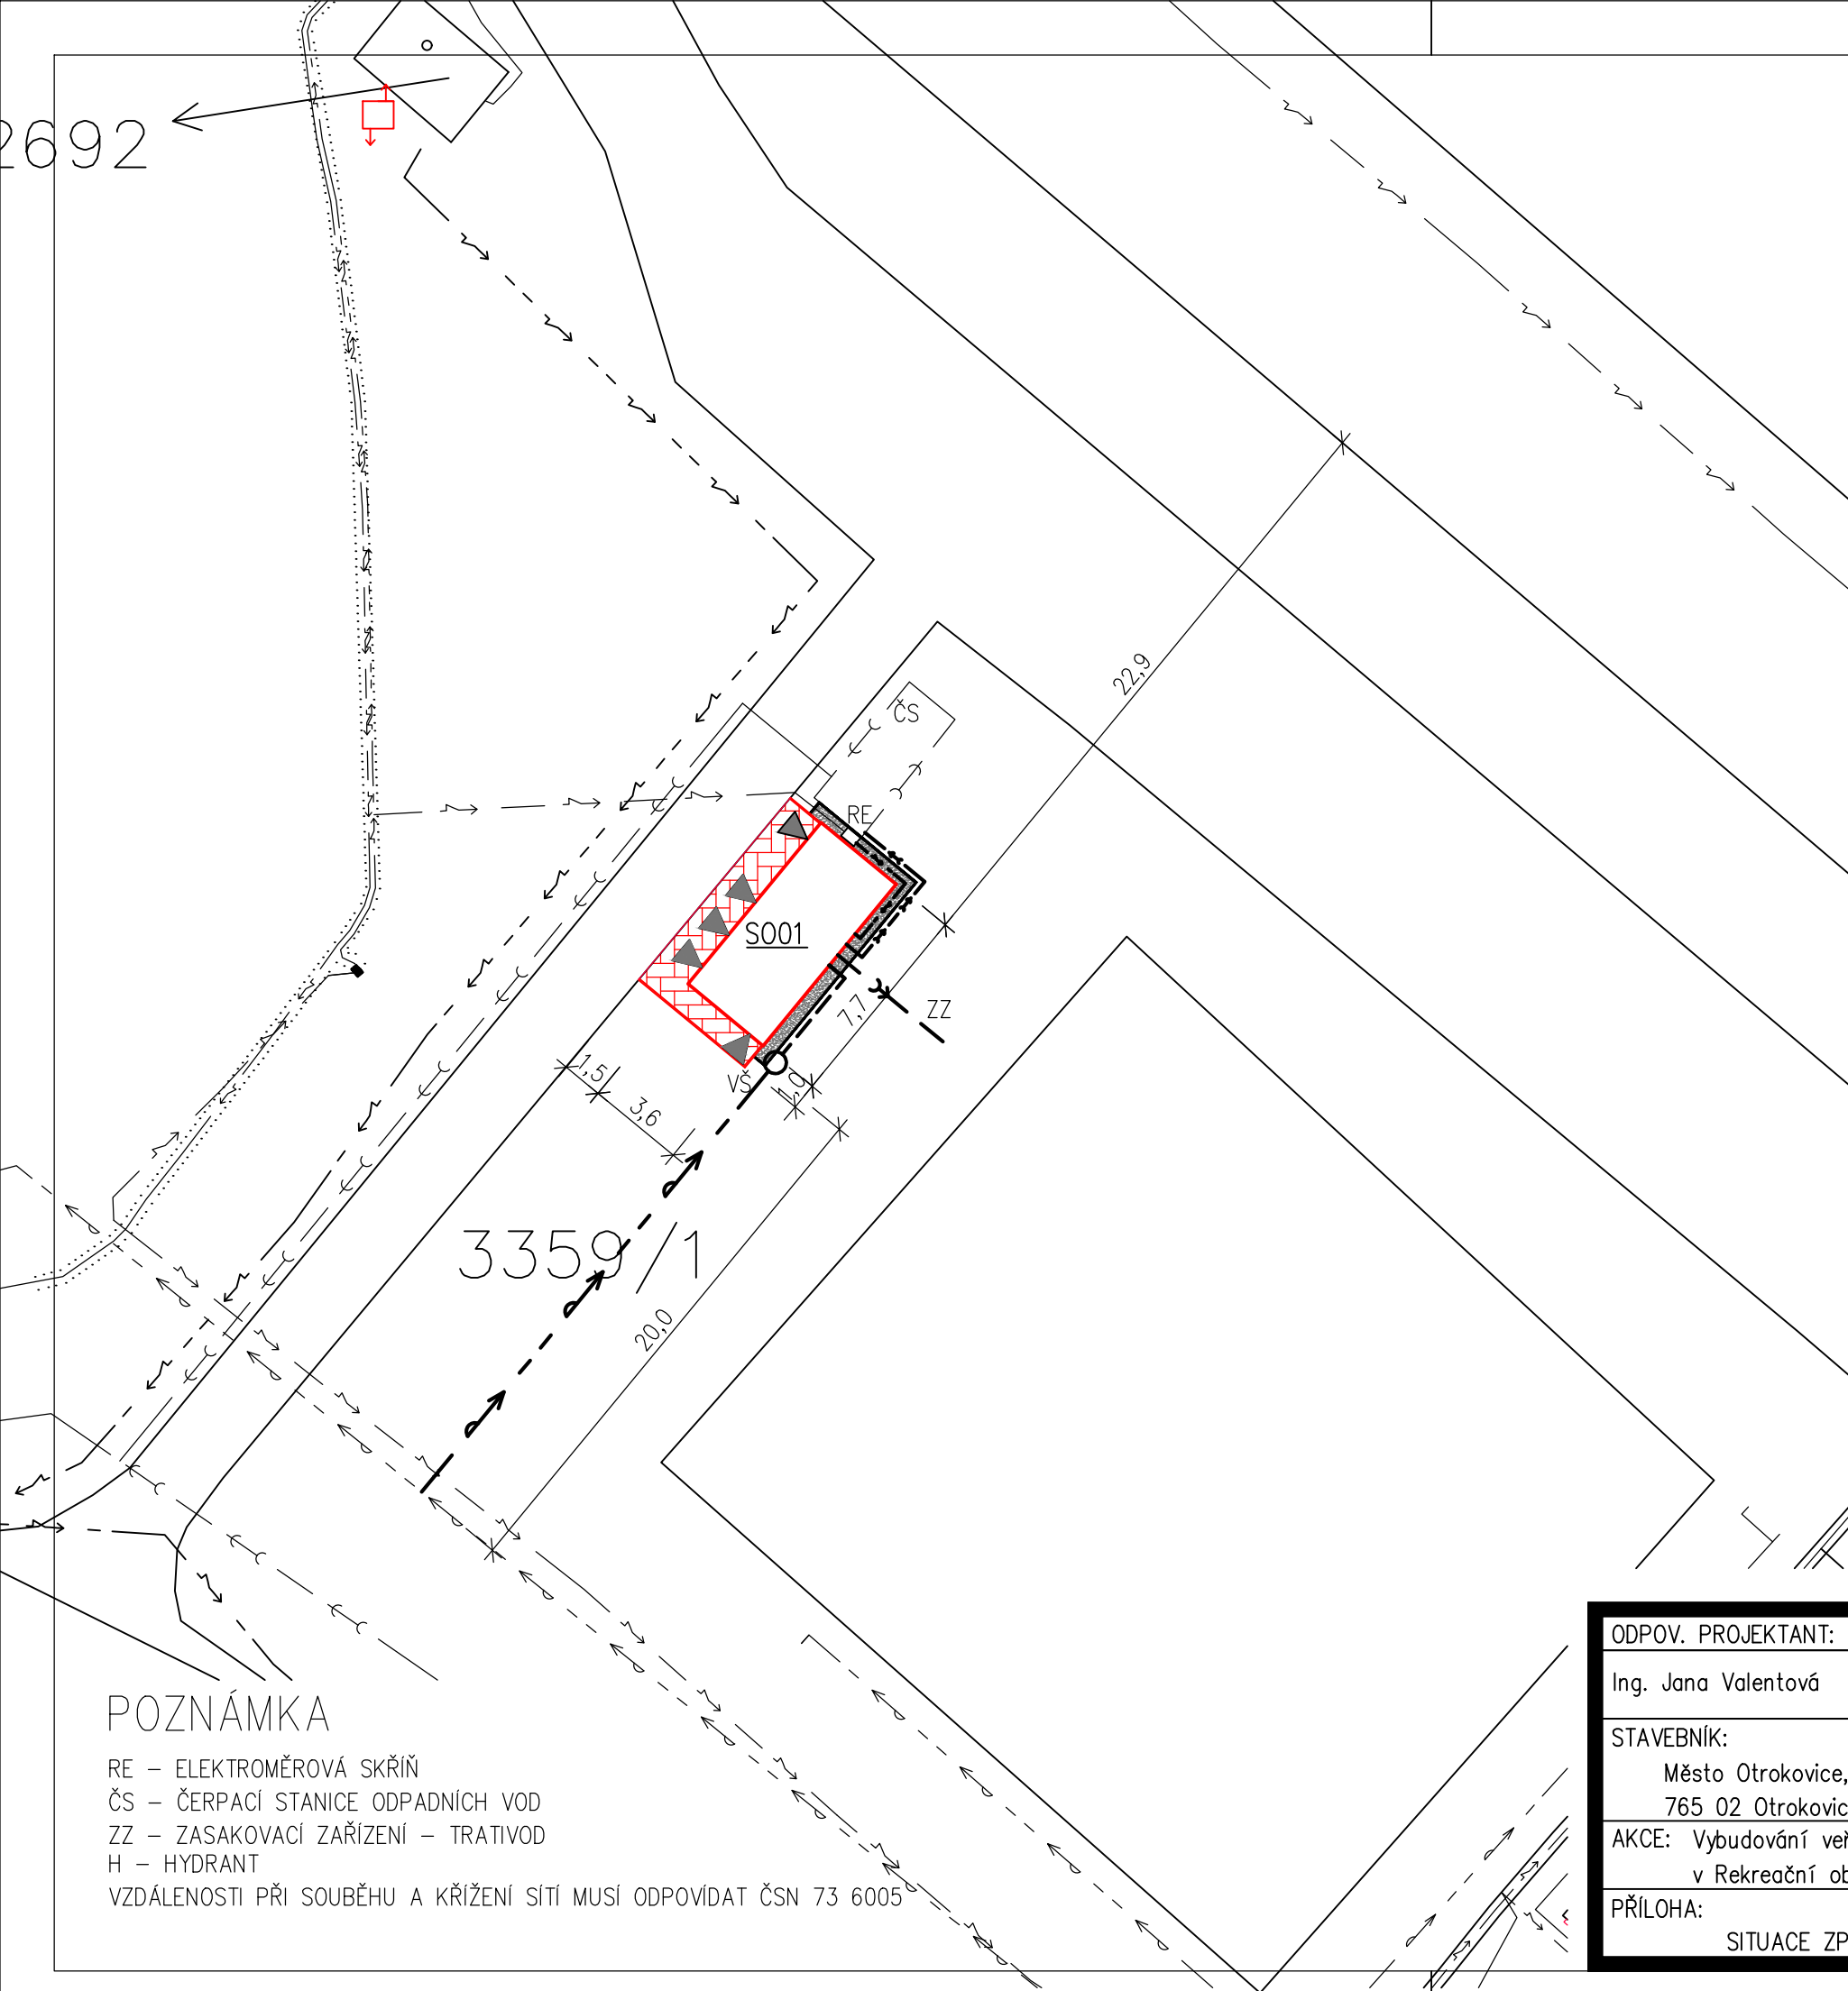 2692
22,9
ČS
RE
S001
7,7
ZZ
VŠ
1,0
1,5
3,6
3359/1
20,0
POZNÁMKA
RE – ELEKTROMĚROVÁ SKŘÍŇ
ČS – ČERPACÍ STANICE ODPADNÍCH VOD
ZZ – ZASAKOVACÍ ZAŘÍZENÍ – TRATIVOD
H – HYDRANT
VZDÁLENOSTI PŘI SOUBĚHU A KŘÍŽENÍ SÍTÍ MUSÍ ODPOVÍDAT ČSN 73 6005
ODPOV. PROJEKTANT:
Ing. Jana Valentová
STAVEBNÍK:
Město Otrokovice,
765 02 Otrokovic
AKCE: Vybudování veř
v Rekreační ob
PŘÍLOHA:
SITUACE ZP